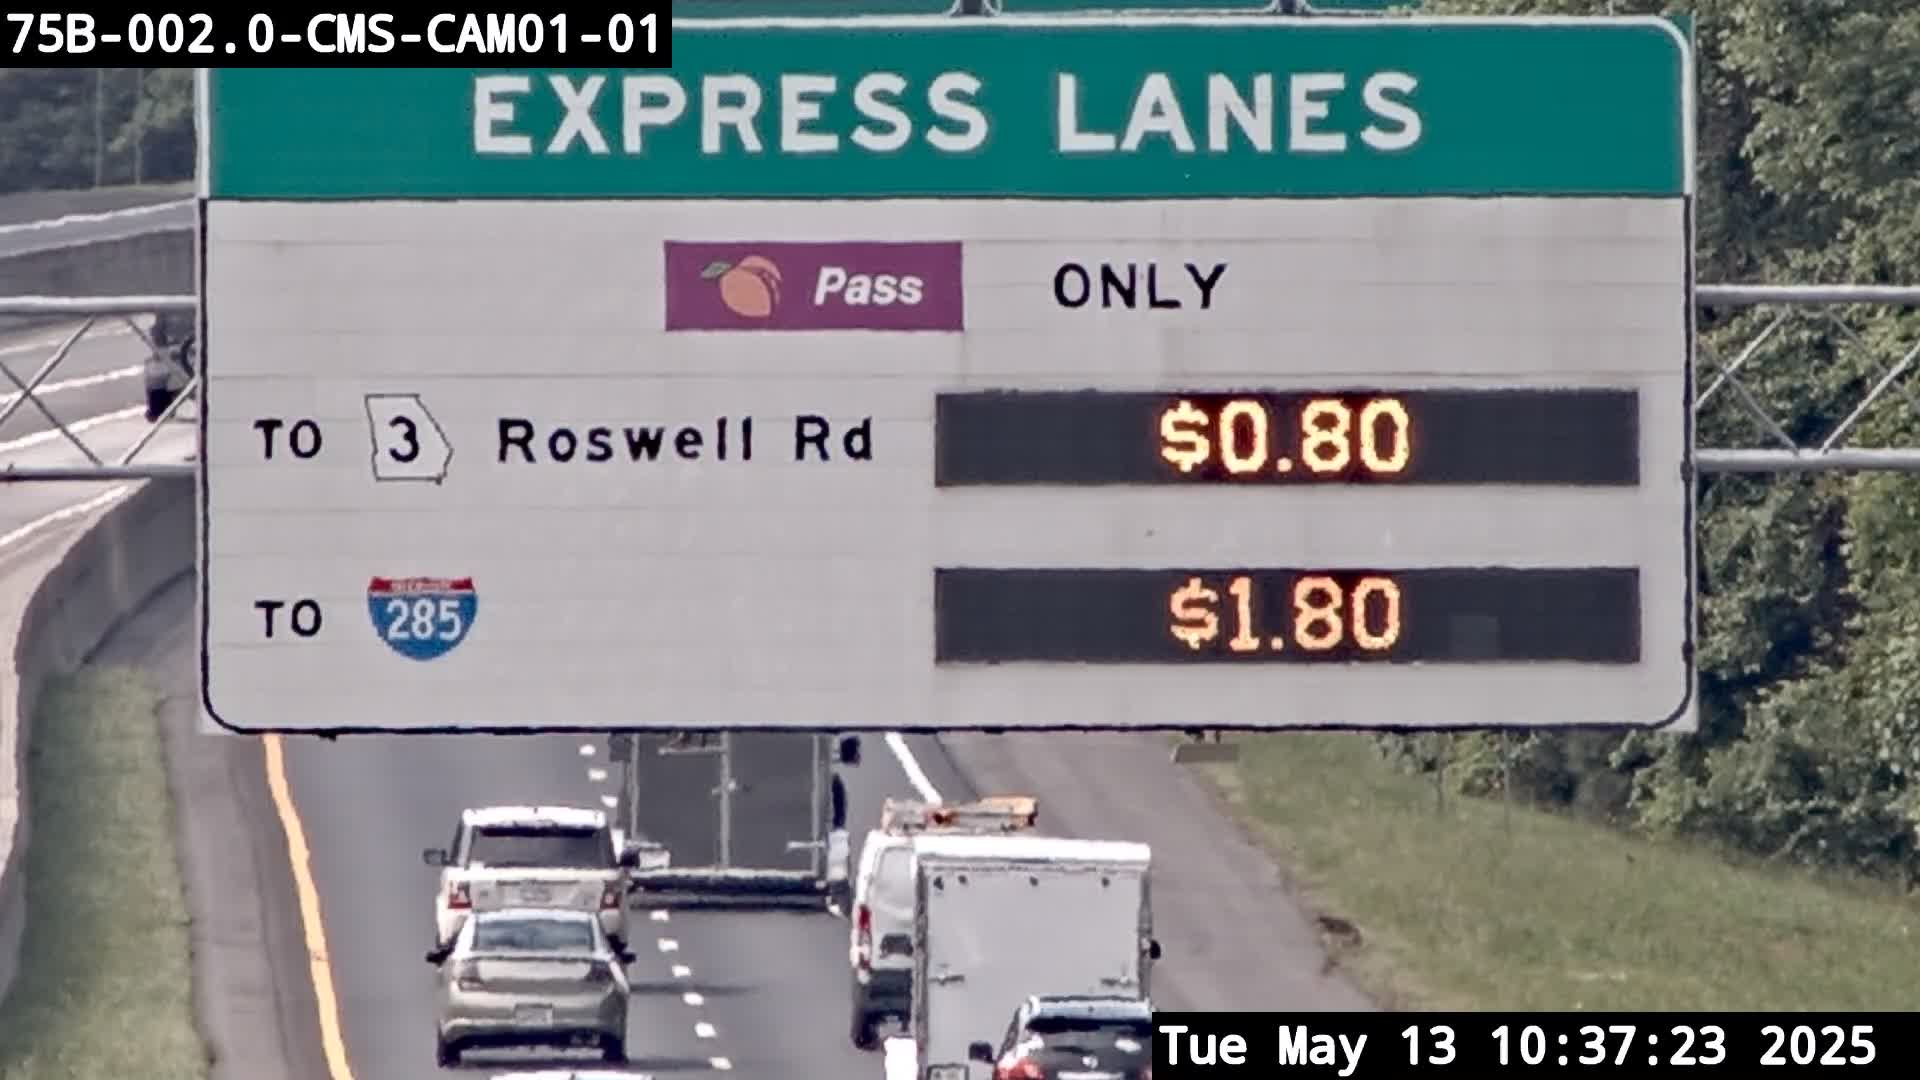 75B-002.0-CMS-CAM01-01
EXPRESS LANES
Pass ONLY
TO 3 Roswell Rd $0.80
TO 285 $1.80
Tue May 13 10:37:23 2025